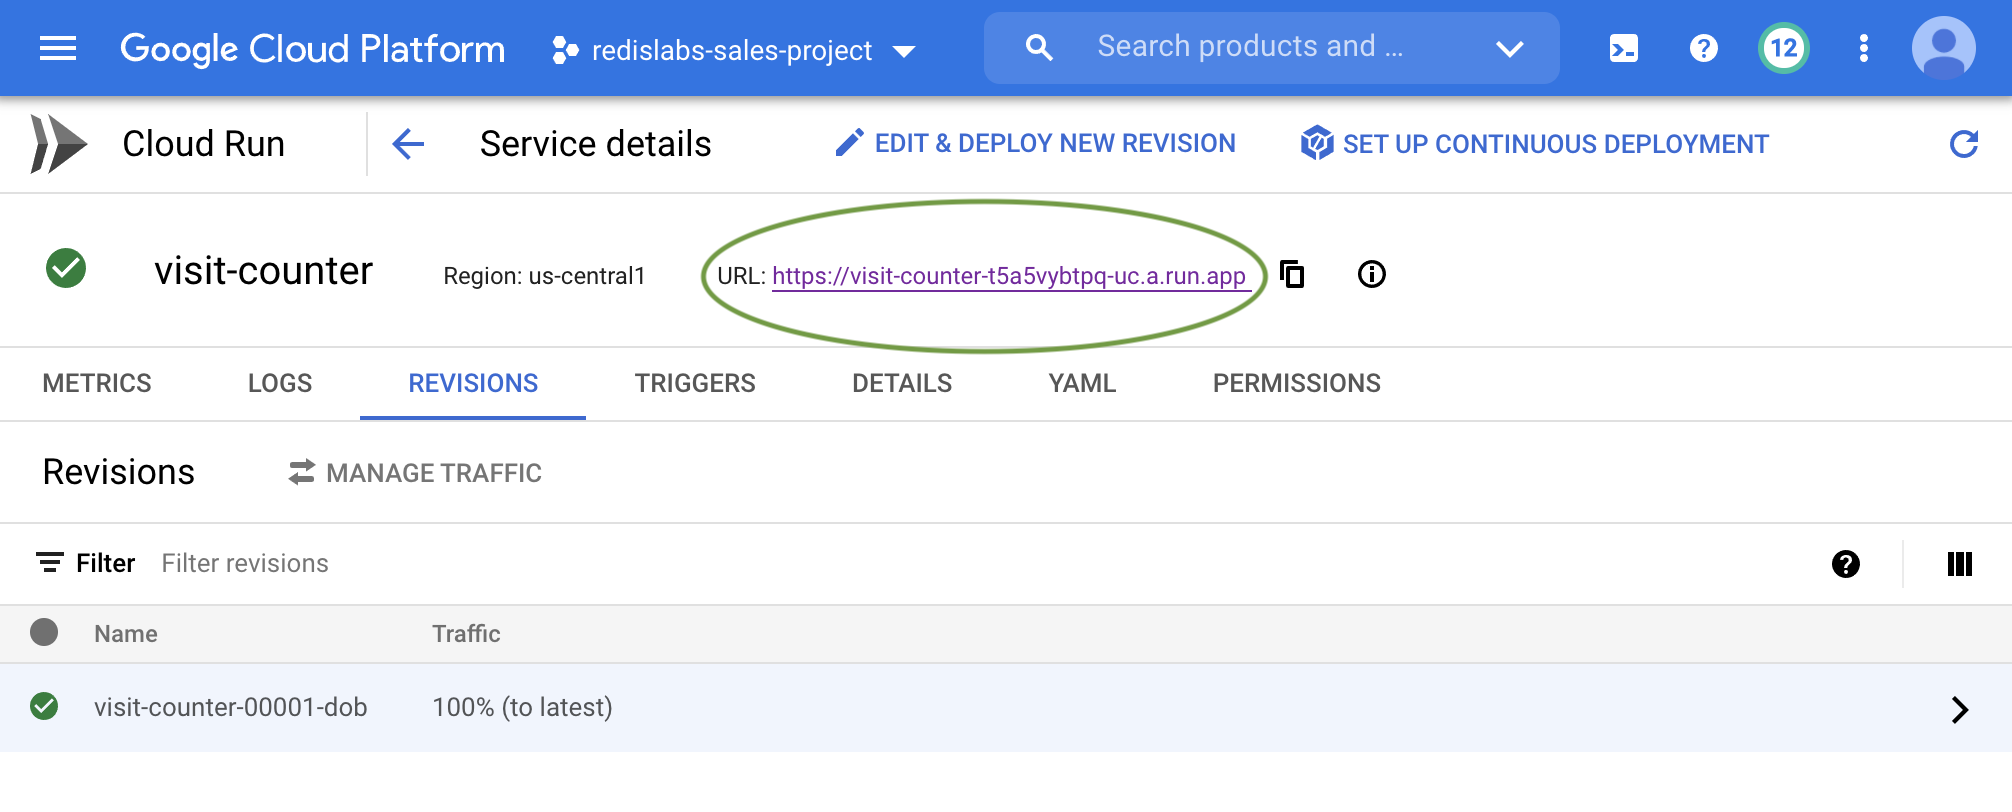 Google Cloud Platform redislabs-sales-project Search products and ... 12
Cloud Run Service details EDIT & DEPLOY NEW REVISION SET UP CONTINUOUS DEPLOYMENT
visit-counter Region: us-central1 URL: https://visit-counter-t5a5vybtpq-uc.a.run.app
METRICS LOGS REVISIONS TRIGGERS DETAILS YAML PERMISSIONS
Revisions MANAGE TRAFFIC
Filter Filter revisions
Name Traffic
visit-counter-00001-dob 100% (to latest)